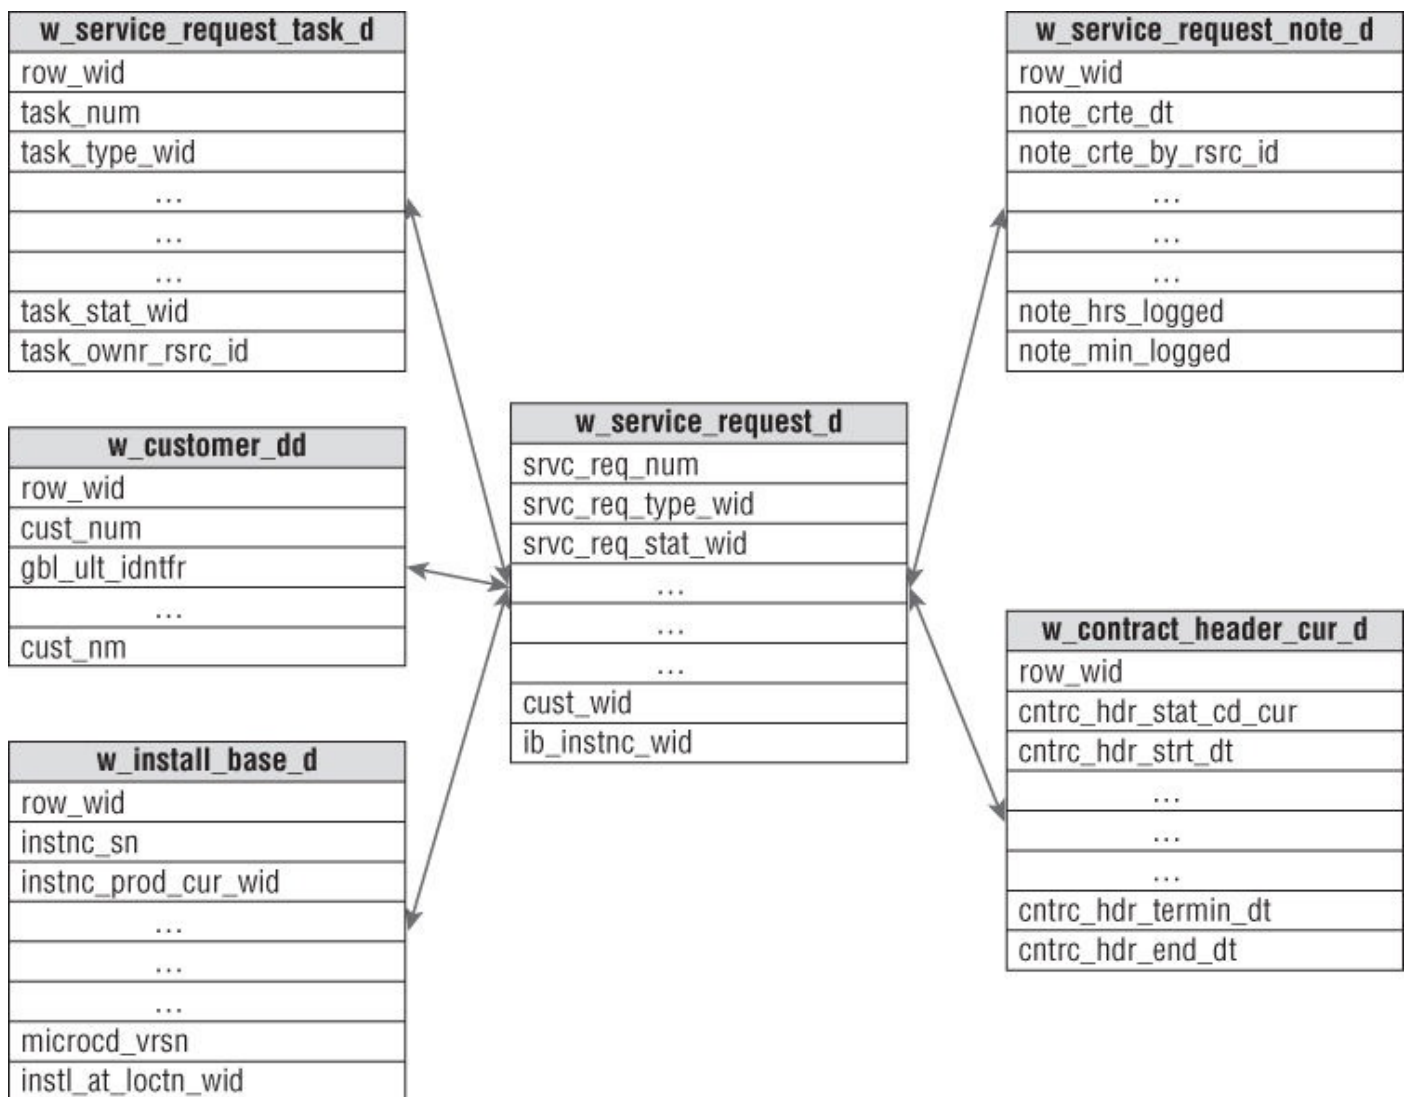 w_service_request_task_d
row_wid
task_num
task_type_wid
...
...
...
task_stat_wid
task_ownr_rsrc_id
w_customer_dd
row_wid
cust_num
gbl_ult_idntfr
...
cust_nm
w_install_base_d
row_wid
instnc_sn
instnc_prod_cur_wid
...
...
...
microcd_vrsn
instl_at_loctn_wid
w_service_request_d
srvc_req_num
srvc_req_type_wid
srvc_req_stat_wid
...
...
...
cust_wid
ib_instnc_wid
w_service_request_note_d
row_wid
note_crte_dt
note_crte_by_rsrc_id
...
...
...
note_hrs_logged
note_min_logged
w_contract_header_cur_d
row_wid
cntrc_hdr_stat_cd_cur
cntrc_hdr_strt_dt
...
...
...
cntrc_hdr_termin_dt
cntrc_hdr_end_dt